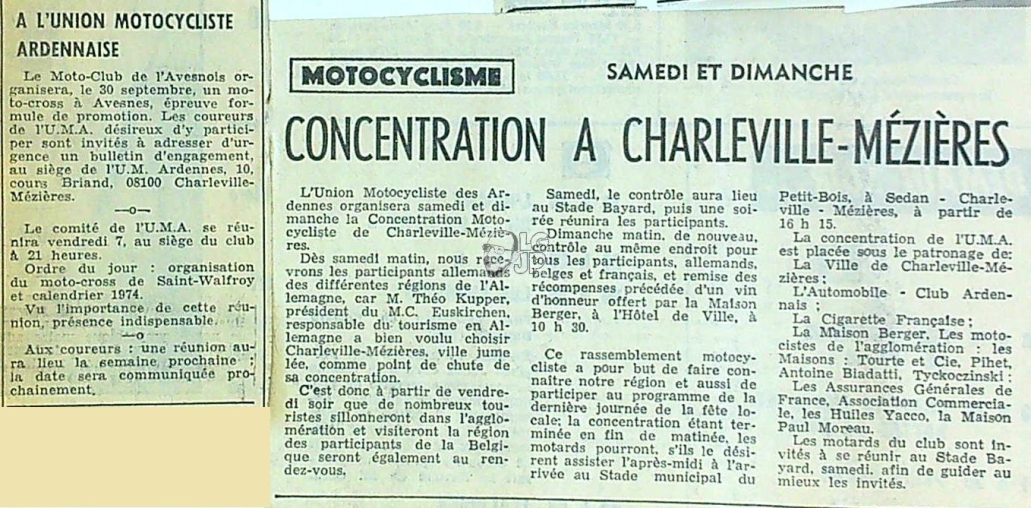 A L'UNION MOTOCYCLISTE
ARDENNAISE
Le Moto-Club de l'Avesnois or-
ganisera, le 30 septembre, un mo-
to-cross à Avesnes, épreuve for-
mule de promotion. Les coureurs
de l'U.M.A. désireux d'y partici-
per sont invités à adresser d'ur-
gence un bulletin d'engagement,
au siège de l'U.M. Ardennes, 10,
cours Briand, 08100 Charleville-
Mézières.
—o—
Le comité de l'U.M.A. se réu-
nira vendredi 7, au siège du club
à 21 heures.
Ordre du jour : organisation
du moto-cross de Saint-Walfroy
et calendrier 1974.
Vu l'importance de cette réu-
nion, présence indispensable.
—o—
Aux coureurs : une réunion au-
ra lieu la semaine prochaine ;
la date sera communiquée pro-
chainement.
MOTOCYCLISME
SAMEDI ET DIMANCHE
CONCENTRATION A CHARLEVILLE-MÉZIÈRES
L'Union Motocycliste des Ar-
dennes organisera samedi et di-
manche la Concentration Moto-
cycliste de Charleville-Méziè-
res.
Dès samedi matin, nous rece-
vrons les participants allemands
des différentes régions de l'Al-
lemagne, car M. Théo Kupper,
président du M.C. Euskirchen,
responsable du tourisme en Al-
lemagne a bien voulu choisir
Charleville-Mézières, ville jume
lée, comme point de chute de
sa concentration.
C'est donc à partir de vendre-
di soir que de nombreux tou-
ristes sillonneront dans l'agglo-
mération et visiteront la région
des participants de la Belgi-
que seront également au ren-
dez-vous.
Samedi, le contrôle aura lieu
au Stade Bayard, puis une soi-
rée réunira les participants.
Dimanche matin, de nouveau,
contrôle au même endroit pour
tous les participants, allemands,
belges et français, et remise des
récompenses précédée d'un vin
d'honneur offert par la Maison
Berger, à l'Hôtel de Ville, à
10 h 30.
Ce rassemblement motocy-
cliste a pour but de faire con-
naître notre région et aussi de
participer au programme de la
dernière journée de la fête lo-
cale; la concentration étant ter-
minée en fin de matinée, les
motards pourront, s'ils le dési-
rent assister l'après-midi à l'ar-
rivée au Stade municipal du
Petit-Bois, à Sedan - Charle-
ville - Mézières, à partir de
16 h 15.
La concentration de l'U.M.A.
est placée sous le patronage de:
La Ville de Charleville-Mé-
zières ;
L'Automobile - Club Arden-
nais ;
La Cigarette Française ;
La Maison Berger. Les moto-
cistes de l'agglomération : les
Maisons : Tourte et Cie, Pihet,
Antoine Biadatti, Tyckoczinski ;
Les Assurances Générales de
France, Association Commercia-
le, les Huiles Yacco, la Maison
Paul Moreau.
Les motards du club sont in-
vités à se réunir au Stade Ba-
yard, samedi, afin de guider au
mieux les invités.